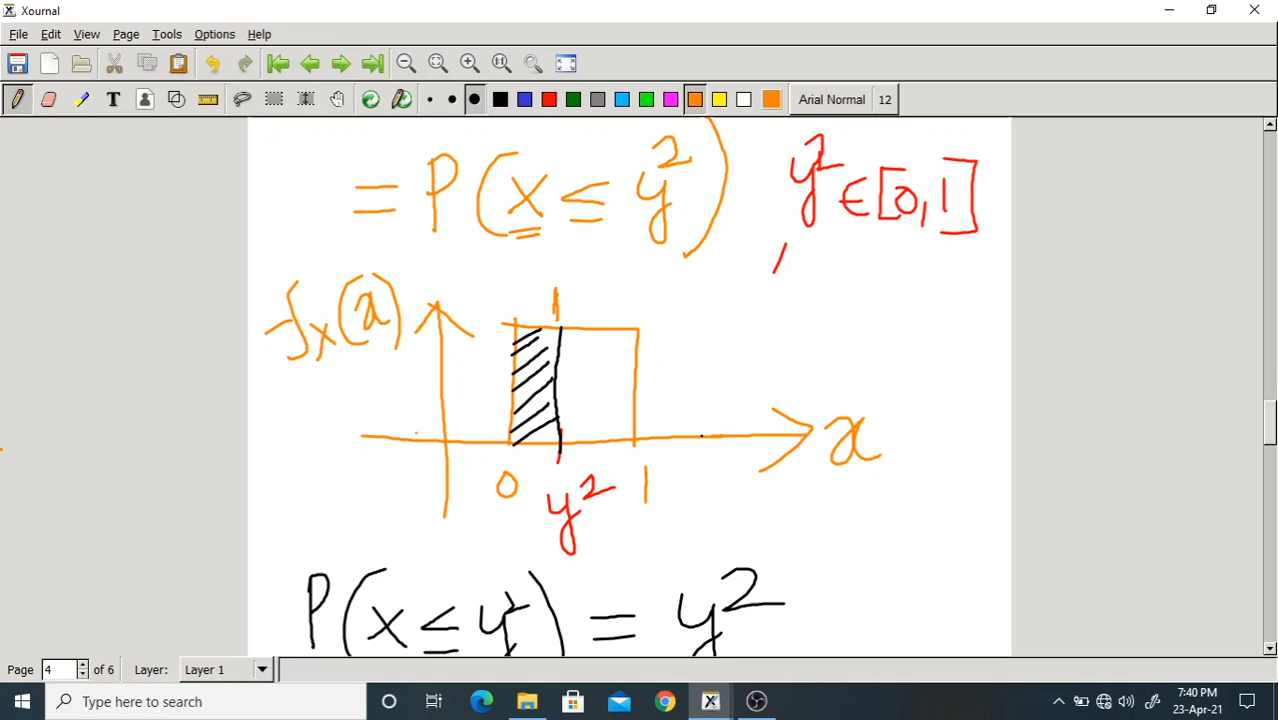 Xournal
File Edit View Page Tools Options Help
Arial Normal 12
= P(x ≤ y²) y² ∈ [0,1]
,
1
fx(x)
x
0 y² 1
P(x ≤ y²) = y²
Page 4 of 6 Layer: Layer 1
Type here to search
7:40 PM
23-Apr-21